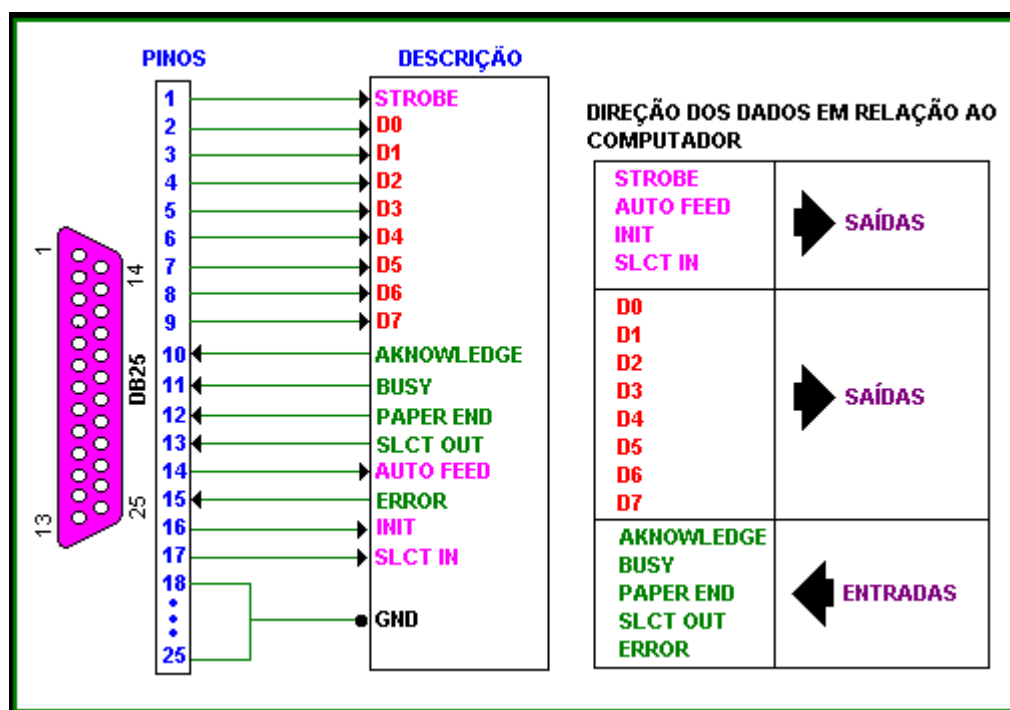 PINOS DESCRIÇÃO
1 STROBE
2 D0
3 D1
4 D2
5 D3
6 D4
7 D5
8 D6
9 D7
10 AKNOWLEDGE
11 BUSY
12 PAPER END
13 SLCT OUT
14 AUTO FEED
15 ERROR
16 INIT
17 SLCT IN
18
GND
25
1
14
DB25
13
25
DIREÇÃO DOS DADOS EM RELAÇÃO AO
COMPUTADOR
STROBE
AUTO FEED
INIT
SLCT IN
SAÍDAS
D0
D1
D2
D3
D4
D5
D6
D7
SAÍDAS
AKNOWLEDGE
BUSY
PAPER END
SLCT OUT
ERROR
ENTRADAS